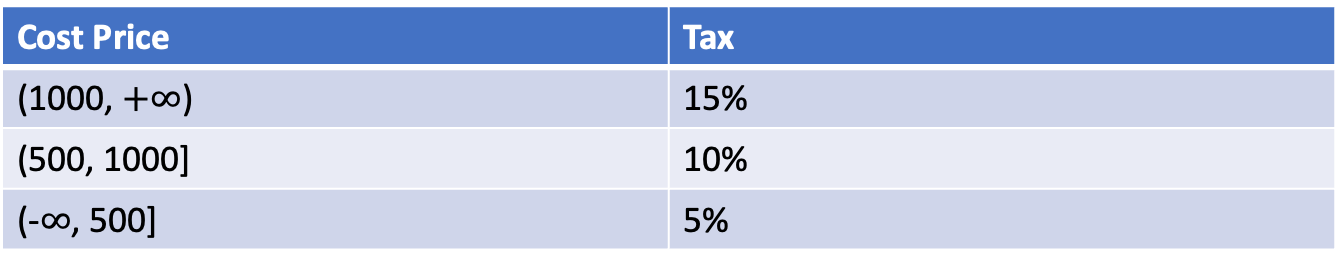 Cost Price Tax
(1000, +∞) 15%
(500, 1000] 10%
(-∞, 500] 5%